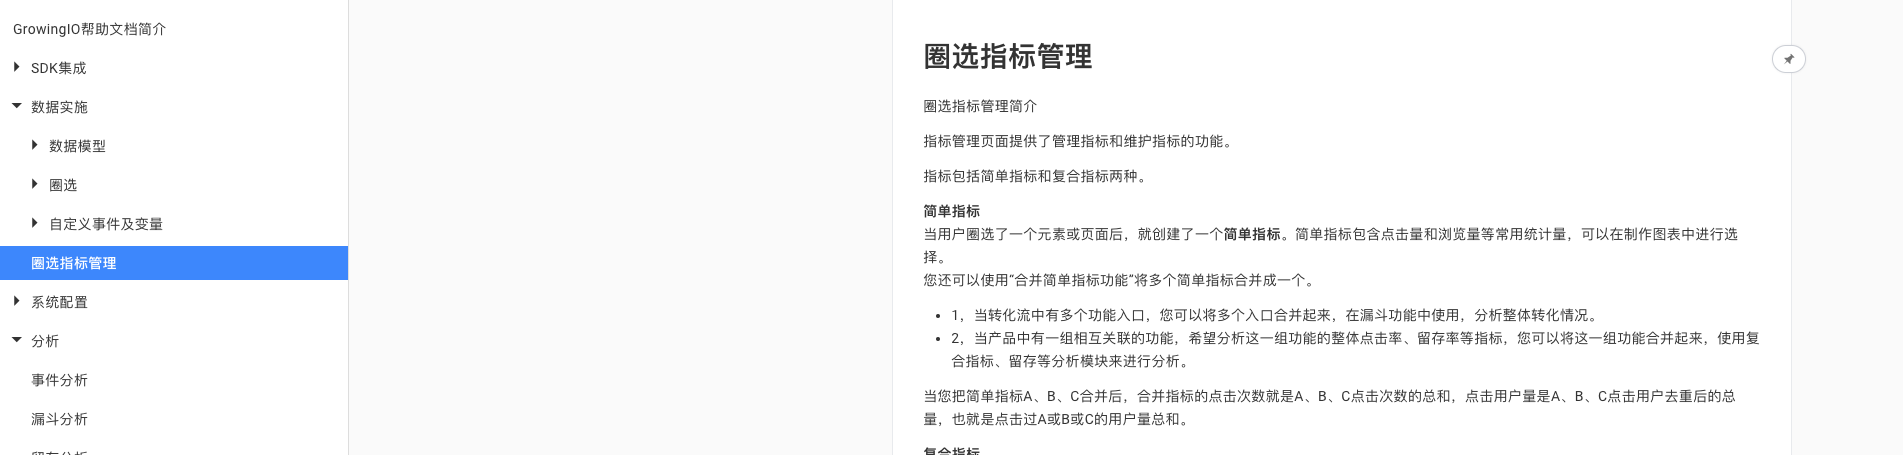 GrowingIO帮助文档简介
SDK集成
数据实施
数据模型
圈选
自定义事件及变量
圈选指标管理
系统配置
分析
事件分析
漏斗分析
留存分析
圈选指标管理
圈选指标管理简介
指标管理页面提供了管理指标和维护指标的功能。
指标包括简单指标和复合指标两种。
简单指标
当用户圈选了一个元素或页面后，就创建了一个简单指标。简单指标包含点击量和浏览量等常用统计量，可以在制作图表中进行选
择。
您还可以使用“合并简单指标功能”将多个简单指标合并成一个。
1，当转化流中有多个功能入口，您可以将多个入口合并起来，在漏斗功能中使用，分析整体转化情况。
2，当产品中有一组相互关联的功能，希望分析这一组功能的整体点击率、留存率等指标，您可以将这一组功能合并起来，使用复
合指标、留存等分析模块来进行分析。
当您把简单指标A、B、C合并后，合并指标的点击次数就是A、B、C点击次数的总和，点击用户量是A、B、C点击用户去重后的总
量，也就是点击过A或B或C的用户量总和。
复合指标